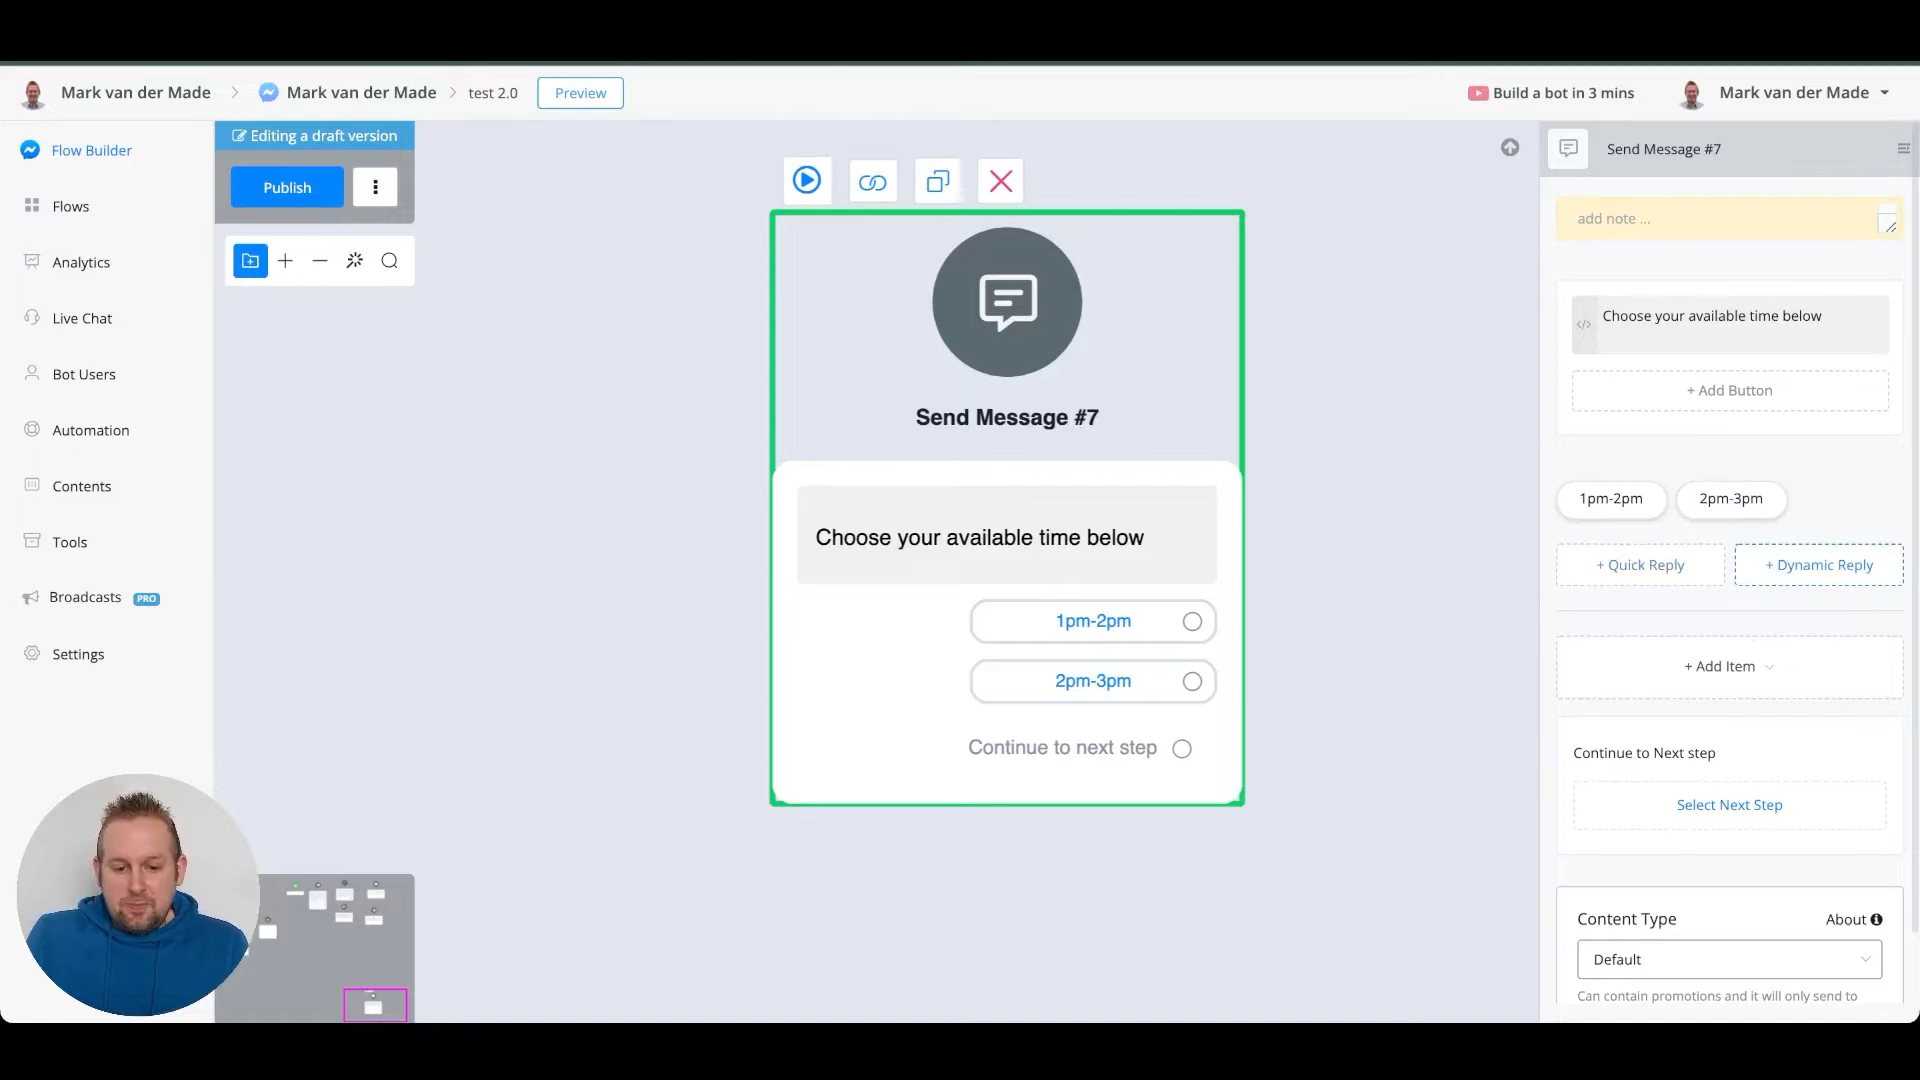 Mark van der Made
Mark van der Made
test 2.0
Preview
Build a bot in 3 mins
Mark van der Made
Flow Builder
Flows
Analytics
Live Chat
Bot Users
Automation
Contents
Tools
Broadcasts PRO
Settings
Editing a draft version
Publish
Send Message #7
Choose your available time below
1pm-2pm
2pm-3pm
Continue to next step
Send Message #7
add note ...
</> Choose your available time below
+ Add Button
1pm-2pm
2pm-3pm
+ Quick Reply
+ Dynamic Reply
+ Add Item
Continue to Next step
Select Next Step
Content Type
About
Default
Can contain promotions and it will only send to